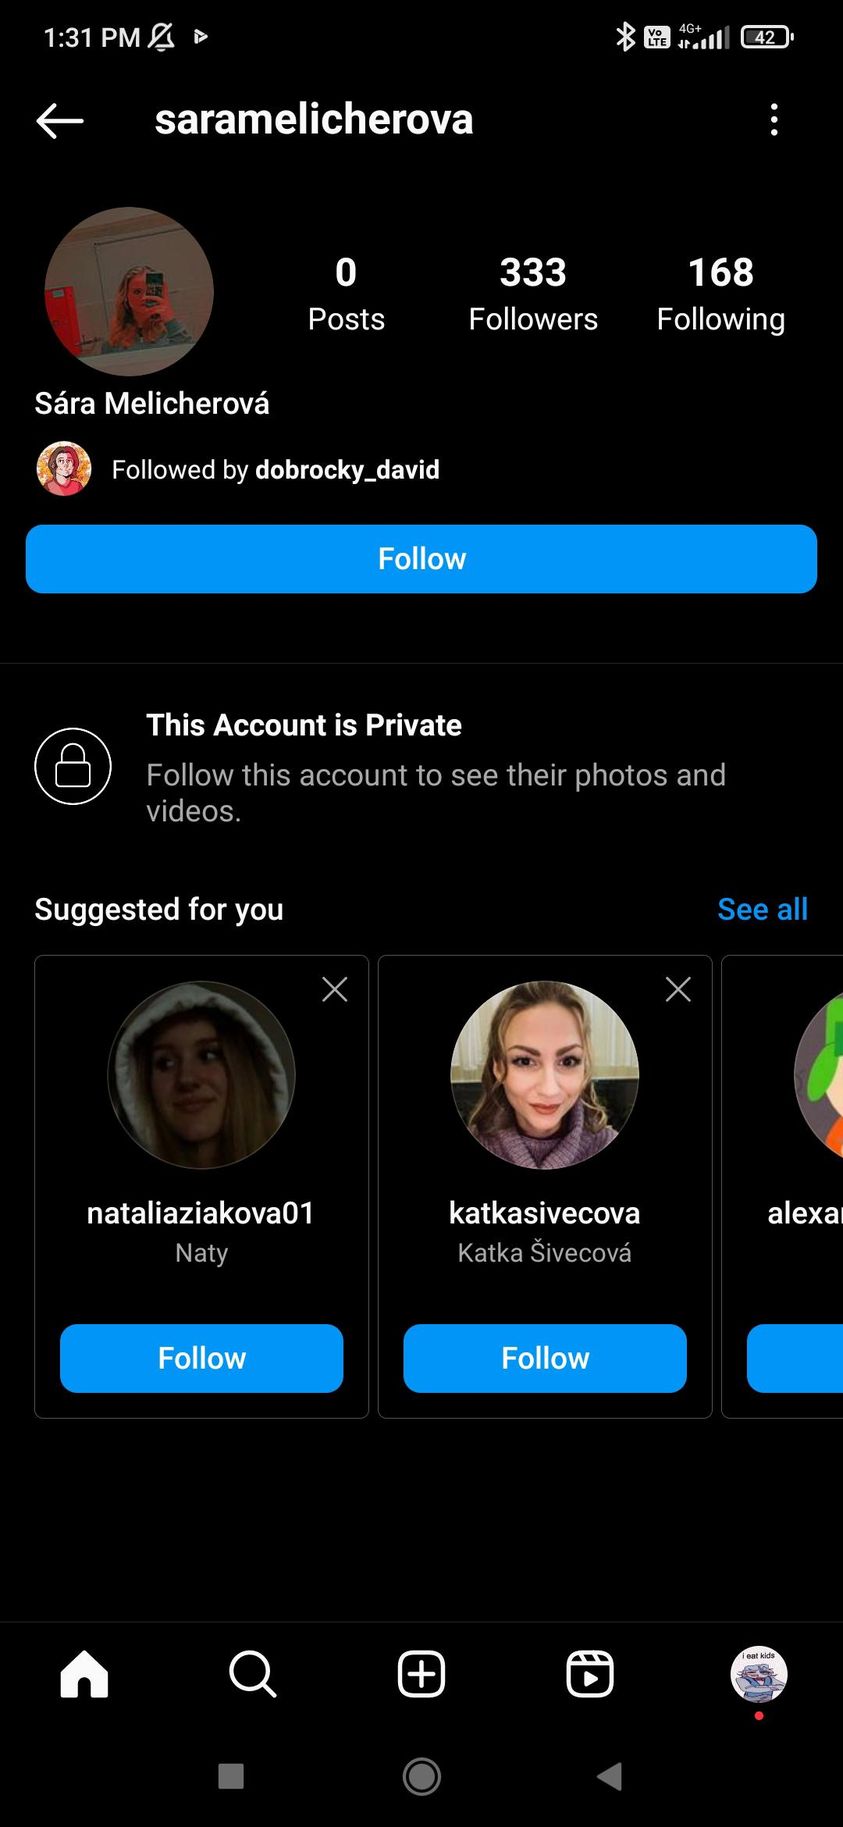 1:31 PM
Vo LTE 4G+ 42
saramelicherova
0 333 168
Posts Followers Following
Sára Melicherová
Followed by dobrocky_david
Follow
This Account is Private
Follow this account to see their photos and
videos.
Suggested for you See all
nataliaziakova01 katkasivecova alexa
Naty Katka Šivecová
Follow Follow
i eat kids